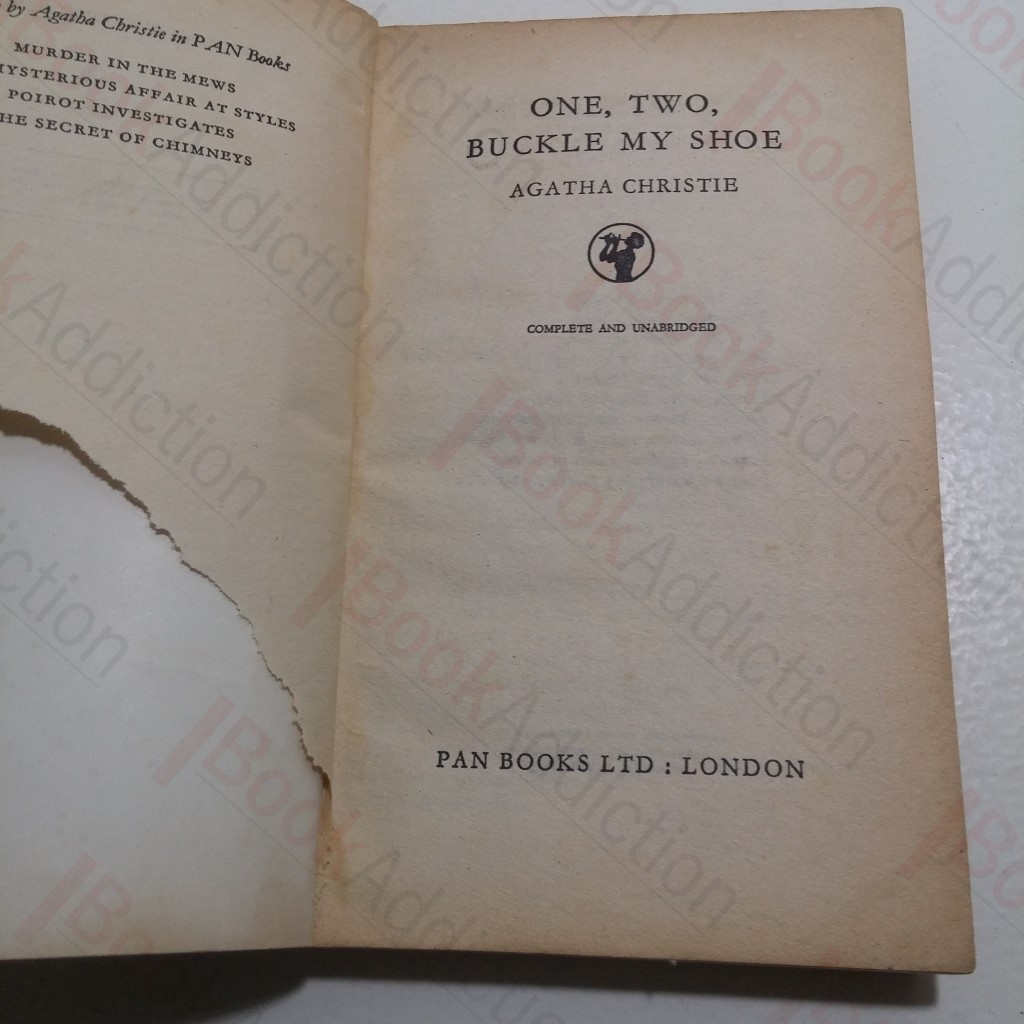 by Agatha Christie in PAN Books
MURDER IN THE MEWS
MYSTERIOUS AFFAIR AT STYLES
POIROT INVESTIGATES
THE SECRET OF CHIMNEYS
ONE, TWO,
BUCKLE MY SHOE
AGATHA CHRISTIE
COMPLETE AND UNABRIDGED
PAN BOOKS LTD : LONDON
BookAddiction